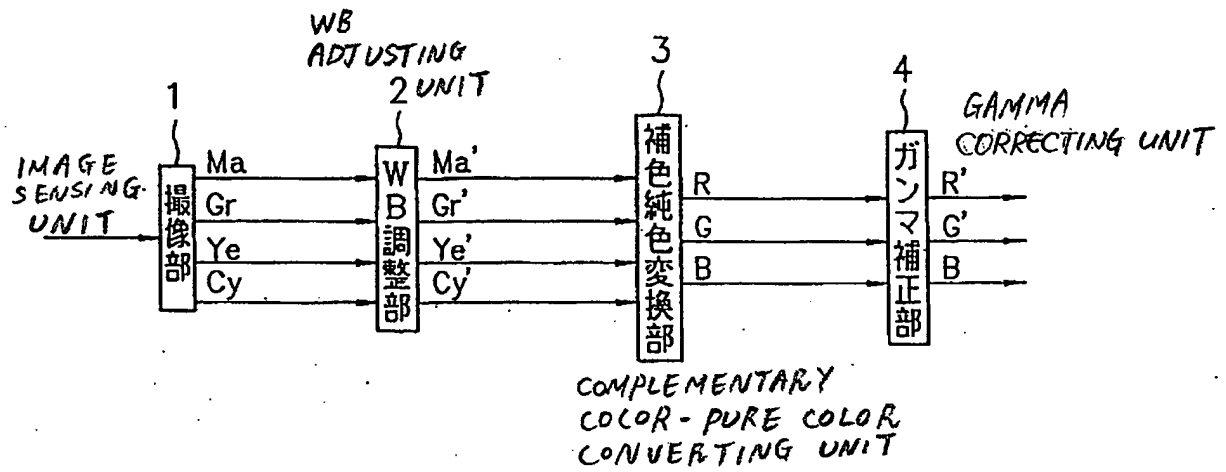 WB
ADJUSTING
UNIT
1
2
3
4
IMAGE
SENSING
UNIT
GAMMA
CORRECTING UNIT
撮像部
Ma
Gr
Ye
Cy
WB調整部
Ma'
Gr'
Ye'
Cy'
補色純色変換部
R
G
B
ガンマ補正部
R'
G'
B
COMPLEMENTARY
COLOR-PURE COLOR
CONVERTING UNIT